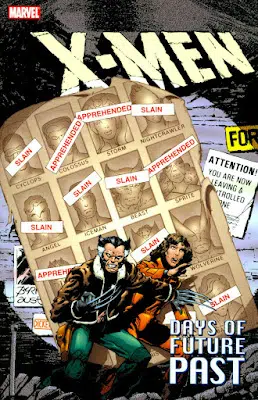 MARVEL
X-MEN
SLAIN
APPREHENDED
SLAIN
APPREHENDED
SLAIN
CYCLOPS
COLOSSUS
STORM
NIGHTCRAWLER
SLAIN
SLAIN
SLAIN
APPREHENDED
ANGEL
ICEMAN
BEAST
SPRITE
SLAIN
APPREHENDED
WOLVERINE
SLAIN
FOR
ATTENTION!
YOU ARE NOW
LEAVING A
DAYS OF
FUTURE
PAST